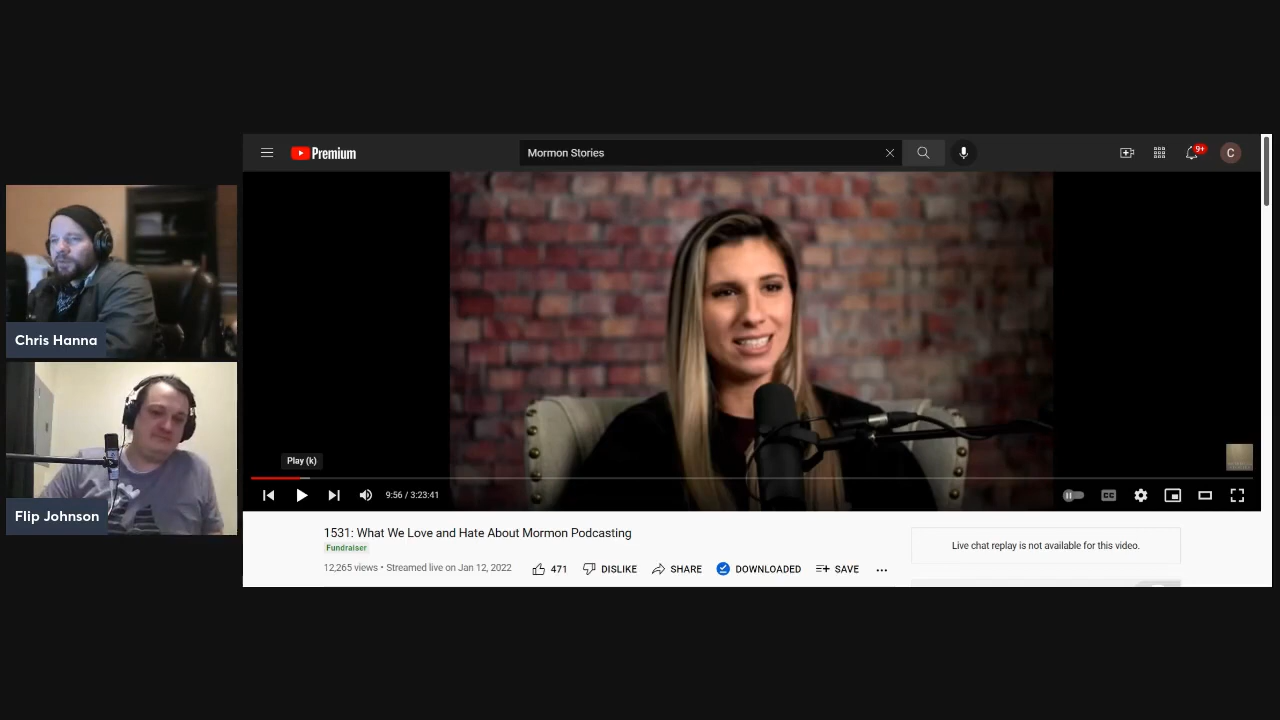 Premium
Mormon Stories
9+
C
Chris Hanna
Flip Johnson
Play (k)
9:56 / 3:23:41
CC
1531: What We Love and Hate About Mormon Podcasting
Fundraiser
12,265 views • Streamed live on Jan 12, 2022
471
DISLIKE
SHARE
DOWNLOADED
SAVE
Live chat replay is not available for this video.